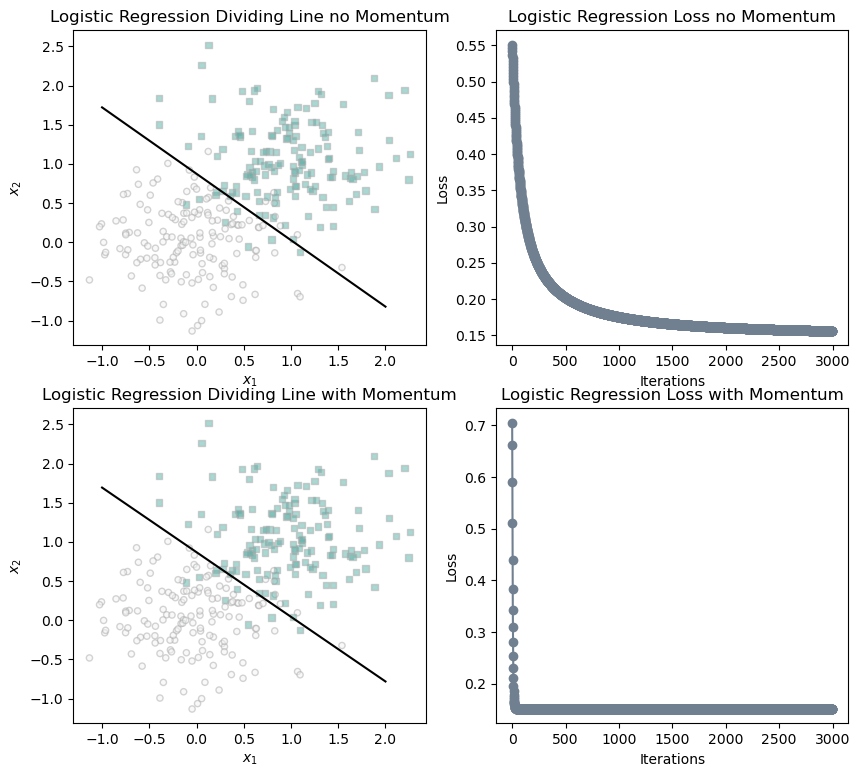 Logistic Regression Dividing Line no Momentum
2.5
2.0
1.5
1.0
0.5
0.0
−0.5
−1.0
x₂
−1.0 −0.5 0.0 0.5 1.0 1.5 2.0
x₁
Logistic Regression Loss no Momentum
0.55
0.50
0.45
0.40
0.35
0.30
0.25
0.20
0.15
Loss
0 500 1000 1500 2000 2500 3000
Iterations
Logistic Regression Dividing Line with Momentum
2.5
2.0
1.5
1.0
0.5
0.0
−0.5
−1.0
x₂
−1.0 −0.5 0.0 0.5 1.0 1.5 2.0
x₁
Logistic Regression Loss with Momentum
0.7
0.6
0.5
0.4
0.3
0.2
Loss
0 500 1000 1500 2000 2500 3000
Iterations